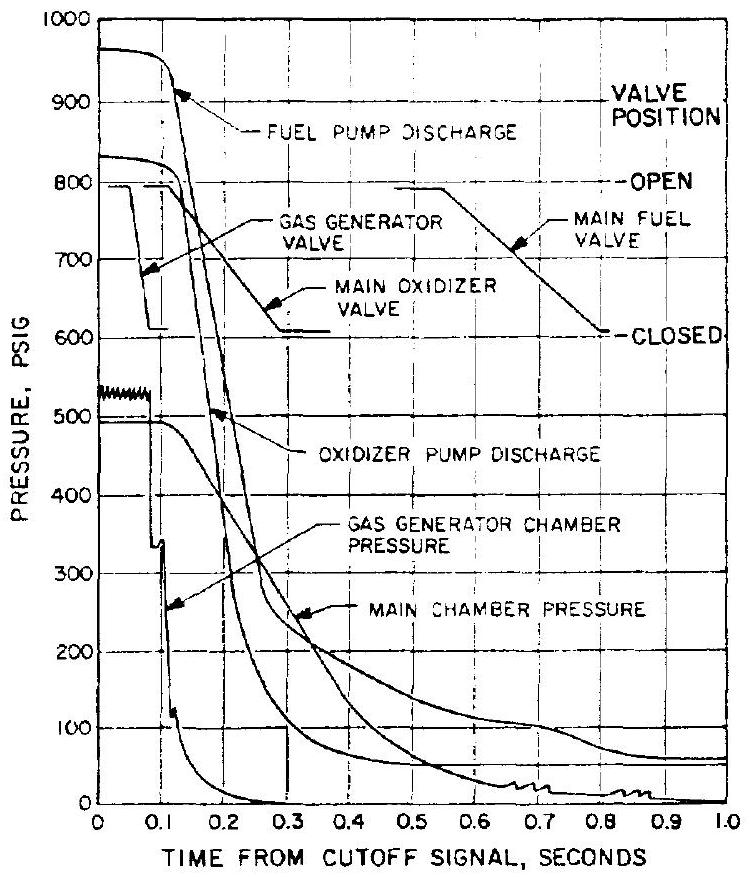 1000
900
800
700
600
500
400
300
200
100
0
PRESSURE, PSIG
VALVE
POSITION
FUEL PUMP DISCHARGE
OPEN
GAS GENERATOR
VALVE
MAIN FUEL
VALVE
MAIN OXIDIZER
VALVE
CLOSED
OXIDIZER PUMP DISCHARGE
GAS GENERATOR CHAMBER
PRESSURE
MAIN CHAMBER PRESSURE
0 0.1 0.2 0.3 0.4 0.5 0.6 0.7 0.8 0.9 1.0
TIME FROM CUTOFF SIGNAL, SECONDS